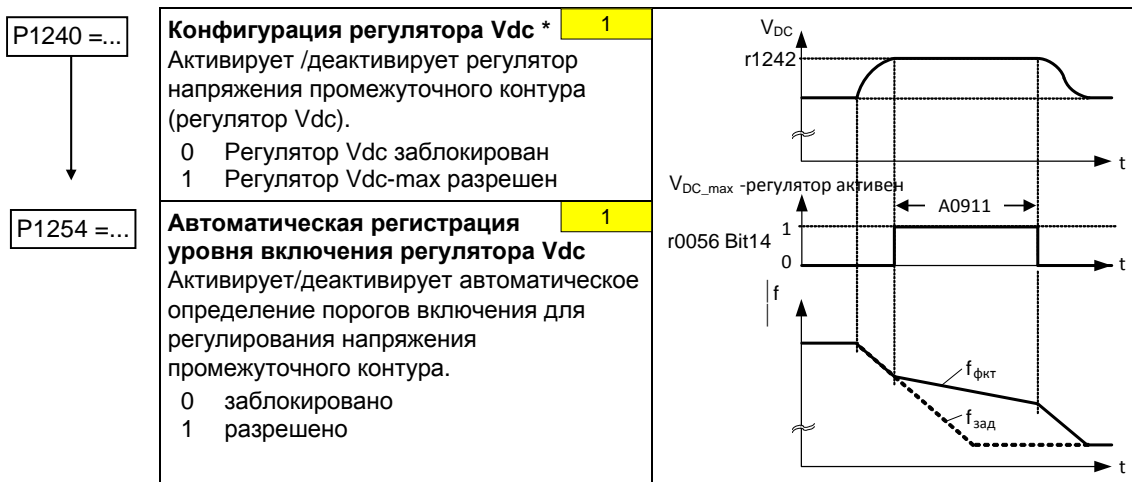 P1240 =...
Конфигурация регулятора Vdc * 1
Активирует /деактивирует регулятор
напряжения промежуточного контура
(регулятор Vdc).
0 Регулятор Vdc заблокирован
1 Регулятор Vdc-max разрешен
P1254 =...
Автоматическая регистрация 1
уровня включения регулятора Vdc
Активирует/деактивирует автоматическое
определение порогов включения для
регулирования напряжения
промежуточного контура.
0 заблокировано
1 разрешено
VDC
r1242
t
VDC_max -регулятор активен
A0911
1
r0056 Bit14
0
t
|f
fфкт
fзад
t